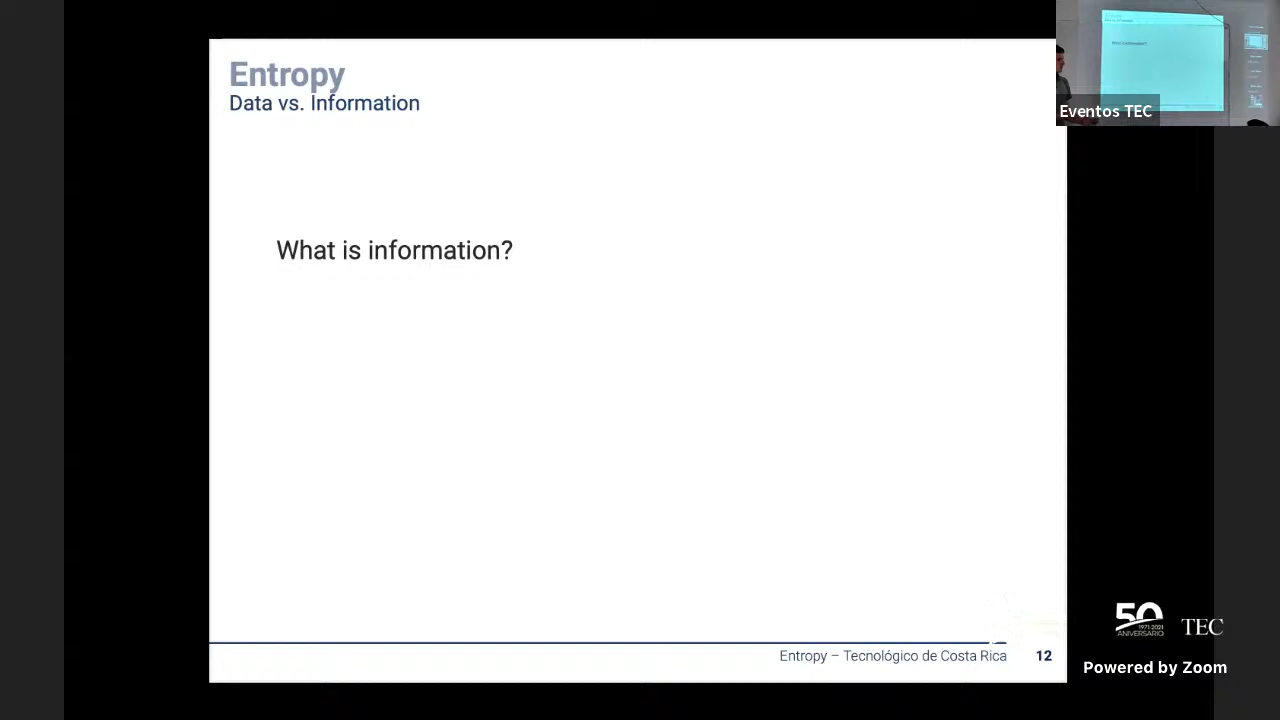 Entropy
Data vs. Information
What is information?
Entropy – Tecnológico de Costa Rica
12
Eventos TEC
50
1971-2021
ANIVERSARIO
TEC
Powered by Zoom